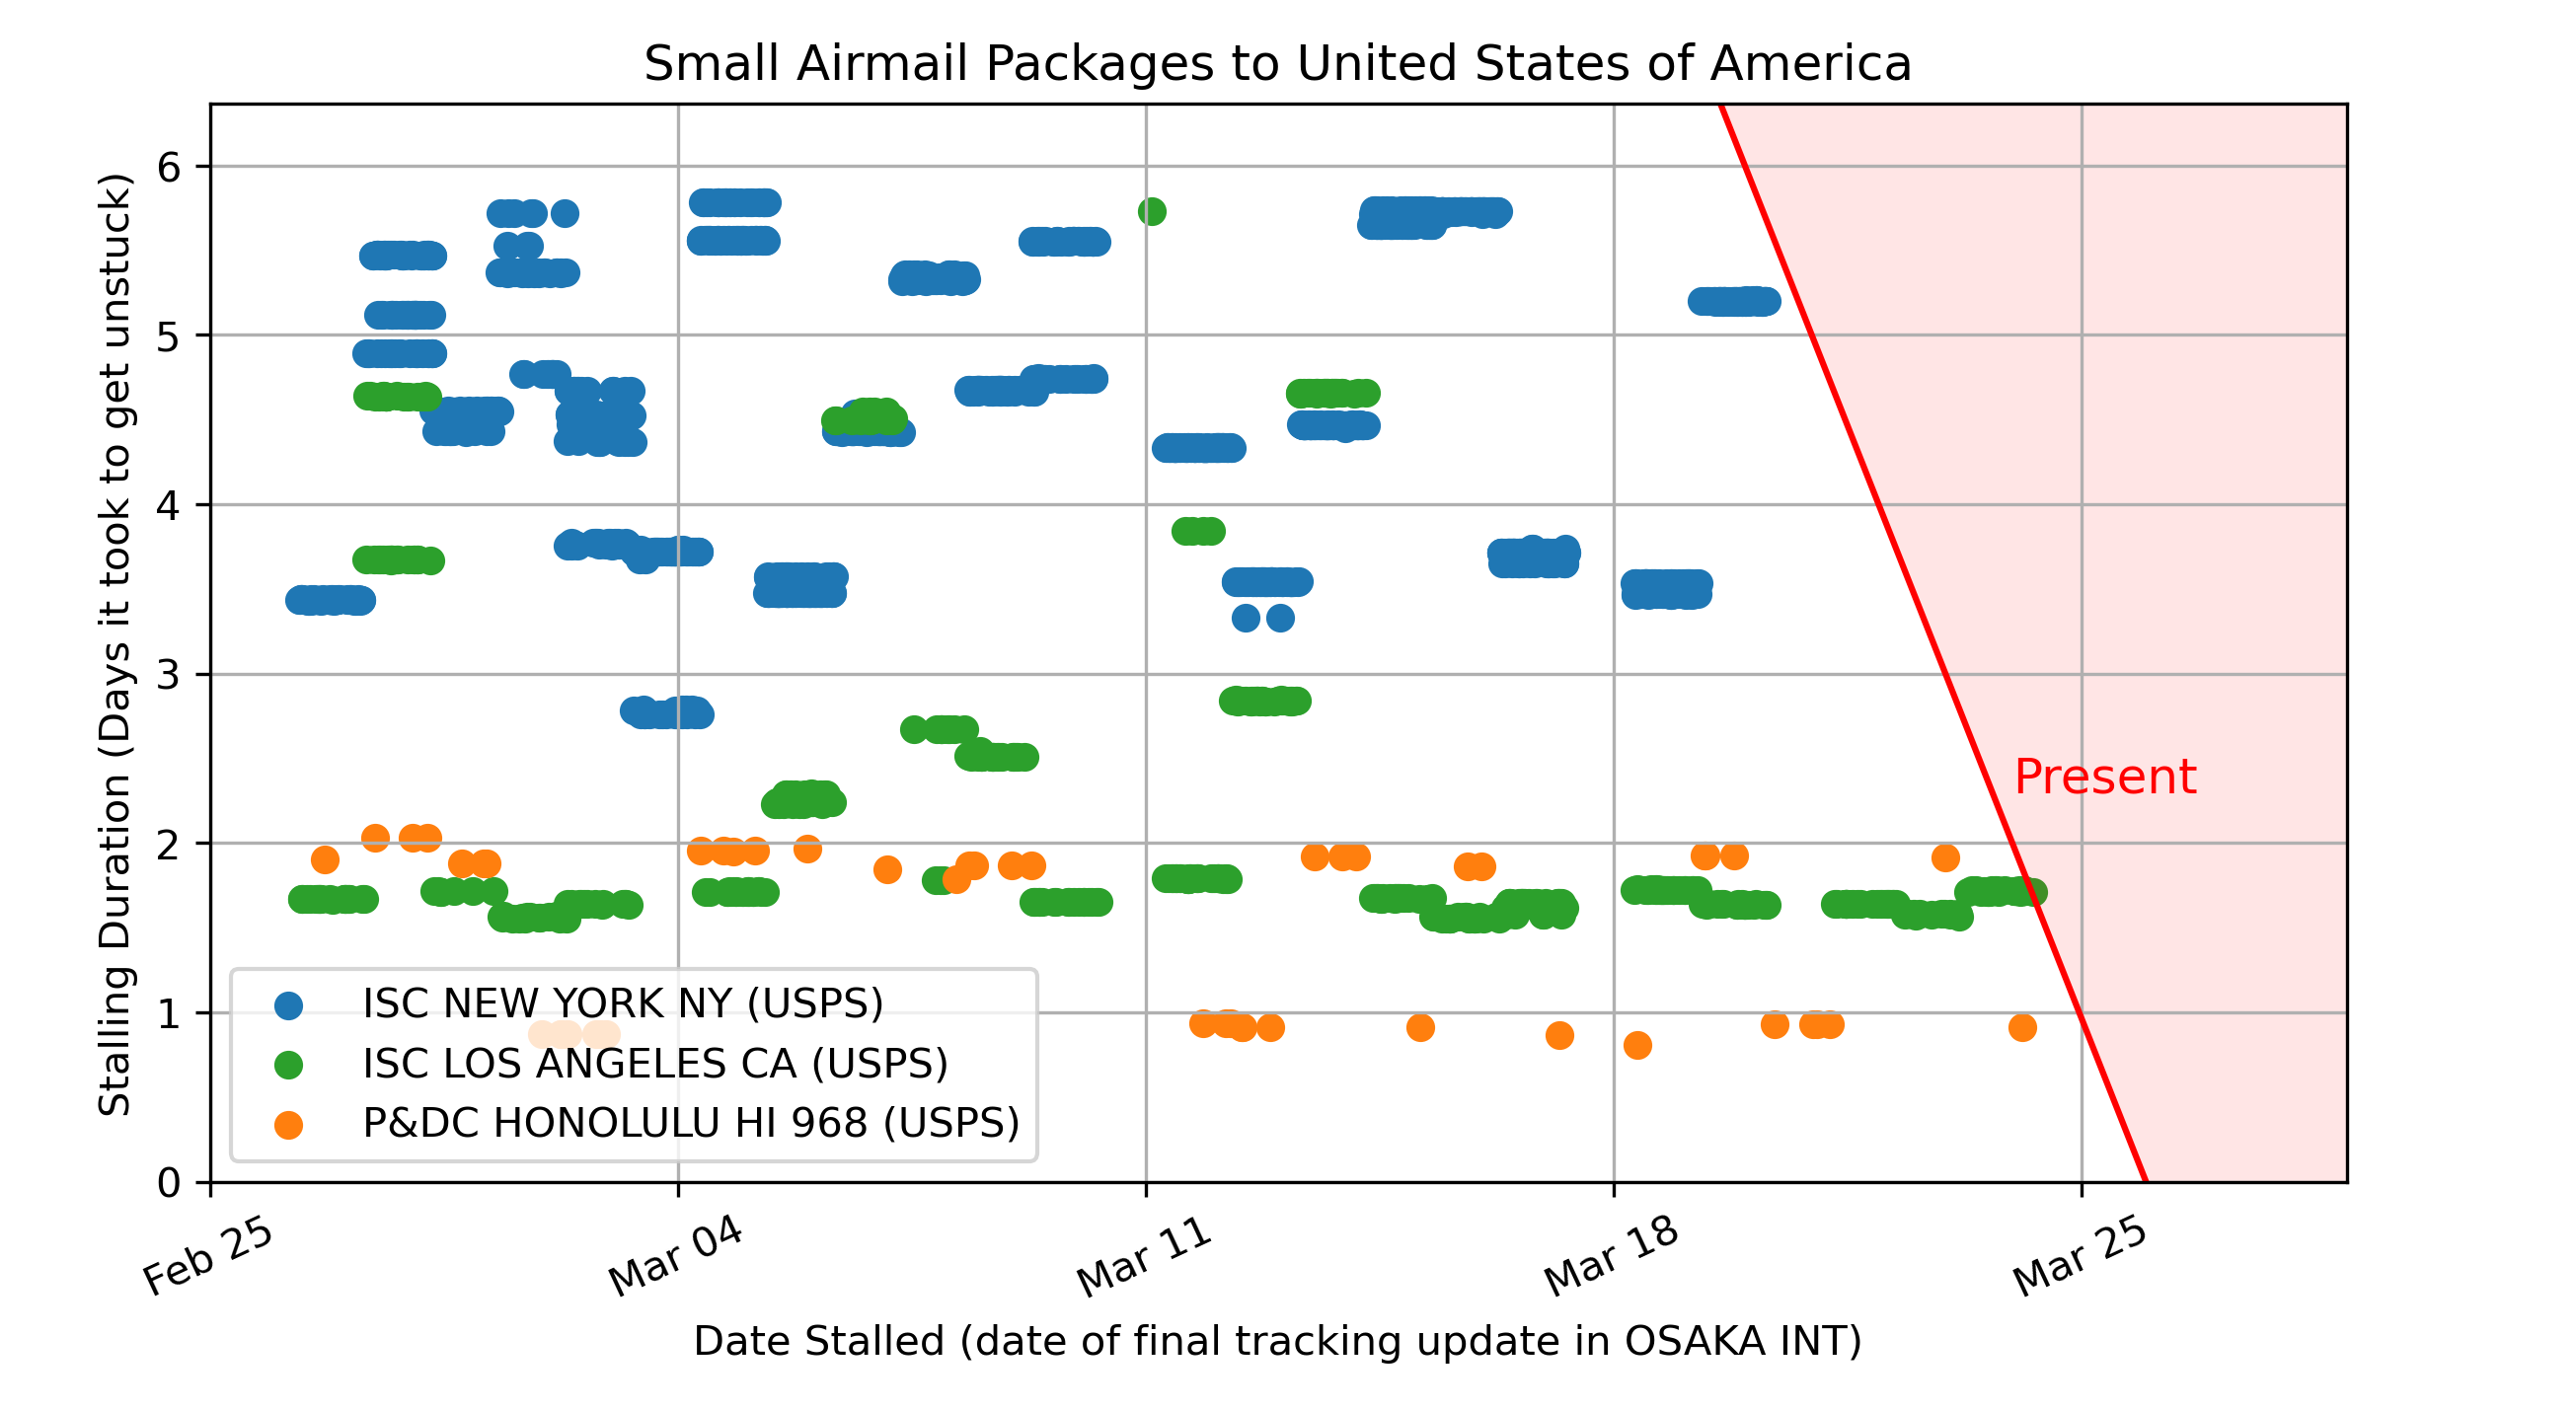 Small Airmail Packages to United States of America
Stalling Duration (Days it took to get unstuck)
6
5
4
3
2
1
0
Present
ISC NEW YORK NY (USPS)
ISC LOS ANGELES CA (USPS)
P&DC HONOLULU HI 968 (USPS)
Feb 25
Mar 04
Mar 11
Mar 18
Mar 25
Date Stalled (date of final tracking update in OSAKA INT)